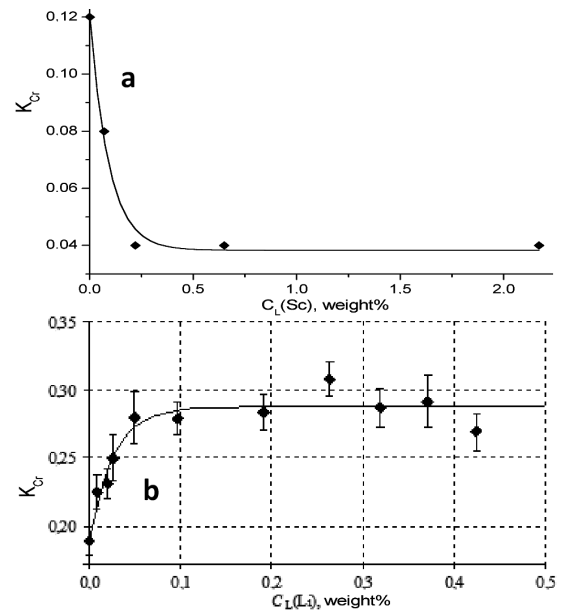 0.12
0.10
0.08
0.06
0.04
K_Cr
a
0.0 0.5 1.0 1.5 2.0
C_L(Sc), weight%
0,35
0,30
0,25
0,20
K_Cr
b
0,0 0,1 0,2 0,3 0,4 0,5
C_L(Li), weight%